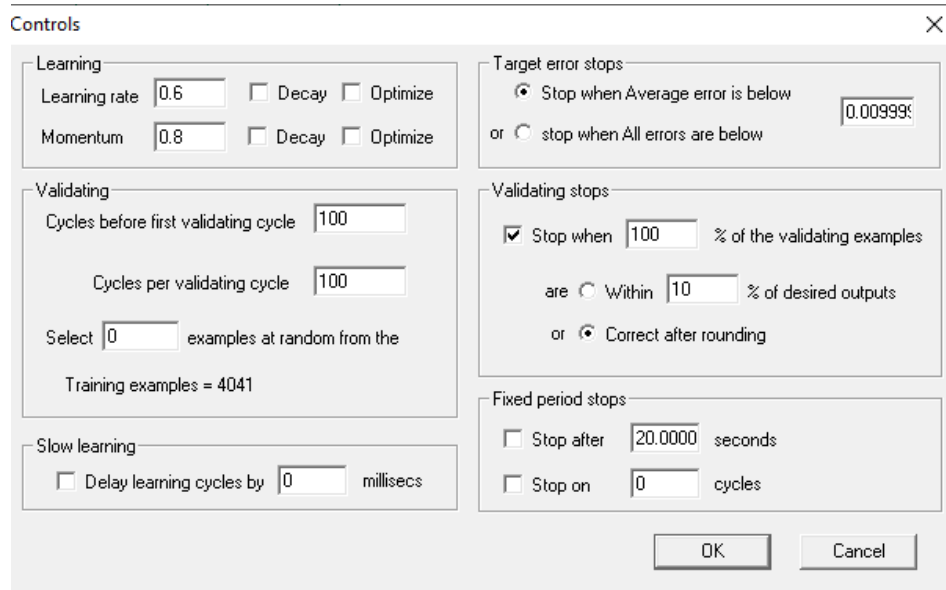 Controls
Learning
Learning rate 0.6 Decay Optimize
Momentum 0.8 Decay Optimize
Validating
Cycles before first validating cycle 100
Cycles per validating cycle 100
Select 0 examples at random from the
Training examples = 4041
Slow learning
Delay learning cycles by 0 millisecs
Target error stops
Stop when Average error is below
0.009999
or stop when All errors are below
Validating stops
Stop when 100 % of the validating examples
are Within 10 % of desired outputs
or Correct after rounding
Fixed period stops
Stop after 20.0000 seconds
Stop on 0 cycles
OK Cancel